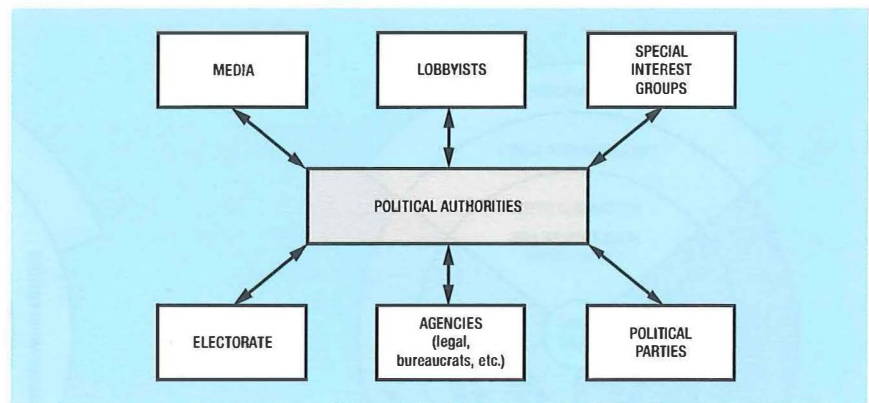 MEDIA
LOBBYISTS
SPECIAL
INTEREST
GROUPS
POLITICAL AUTHORITIES
ELECTORATE
AGENCIES
(legal,
bureaucrats, etc.)
POLITICAL
PARTIES